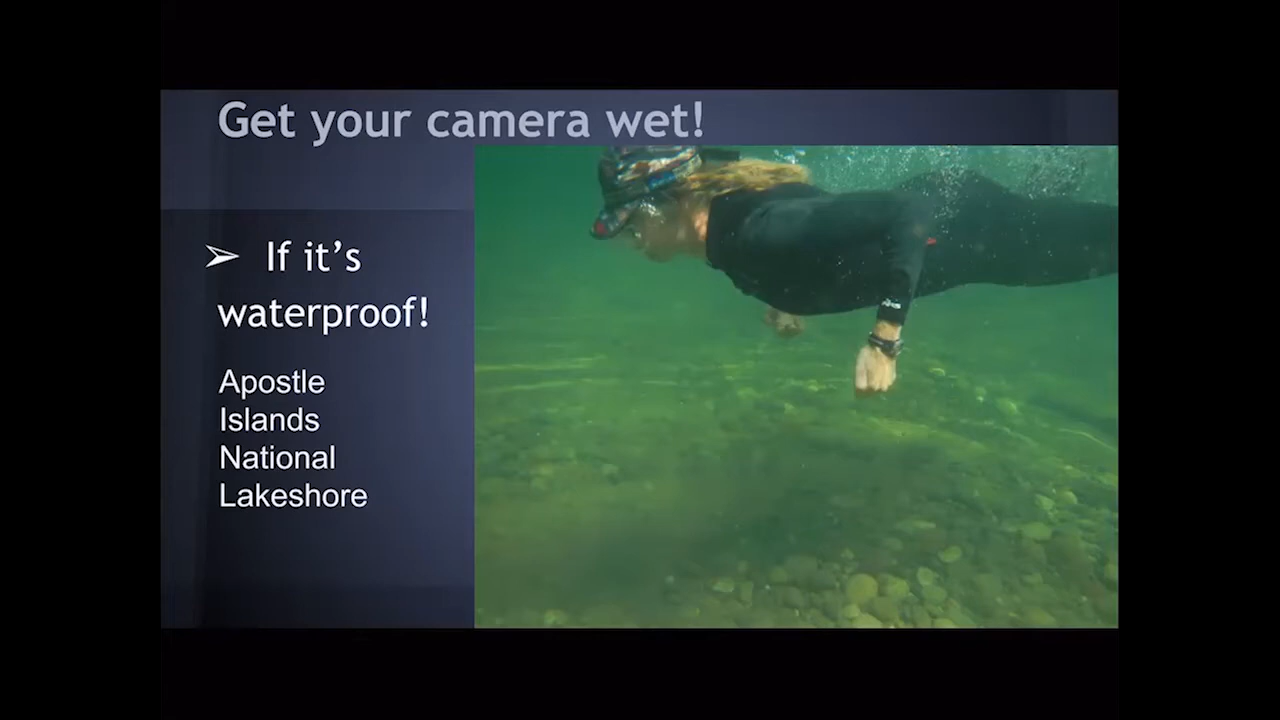 Get your camera wet!
➢ If it’s
waterproof!
Apostle
Islands
National
Lakeshore